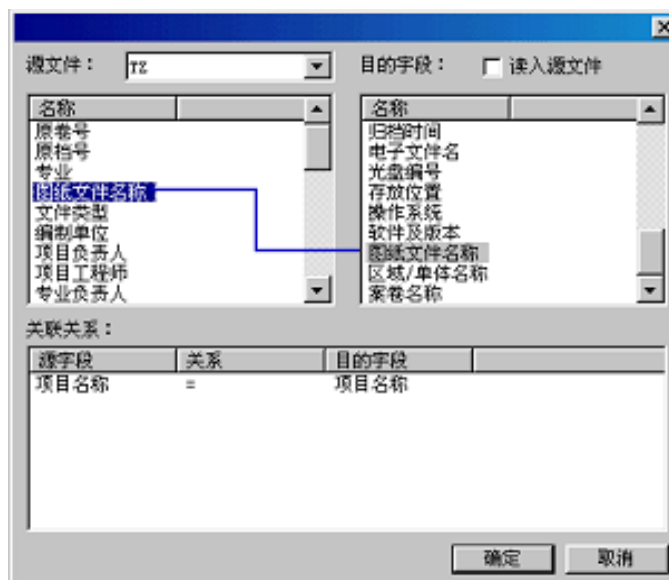 源文件： TZ 目的字段： 读入源文件
名称 名称
原卷号 归档时间
原档号 电子文件名
专业 光盘编号
图纸文件名称 存放位置
文件类型 操作系统
编制单位 软件及版本
项目负责人 图纸文件名称
项目工程师 区域/单体名称
专业负责人 案卷名称
关联关系：
源字段 关系 目的字段
项目名称 = 项目名称
确定 取消